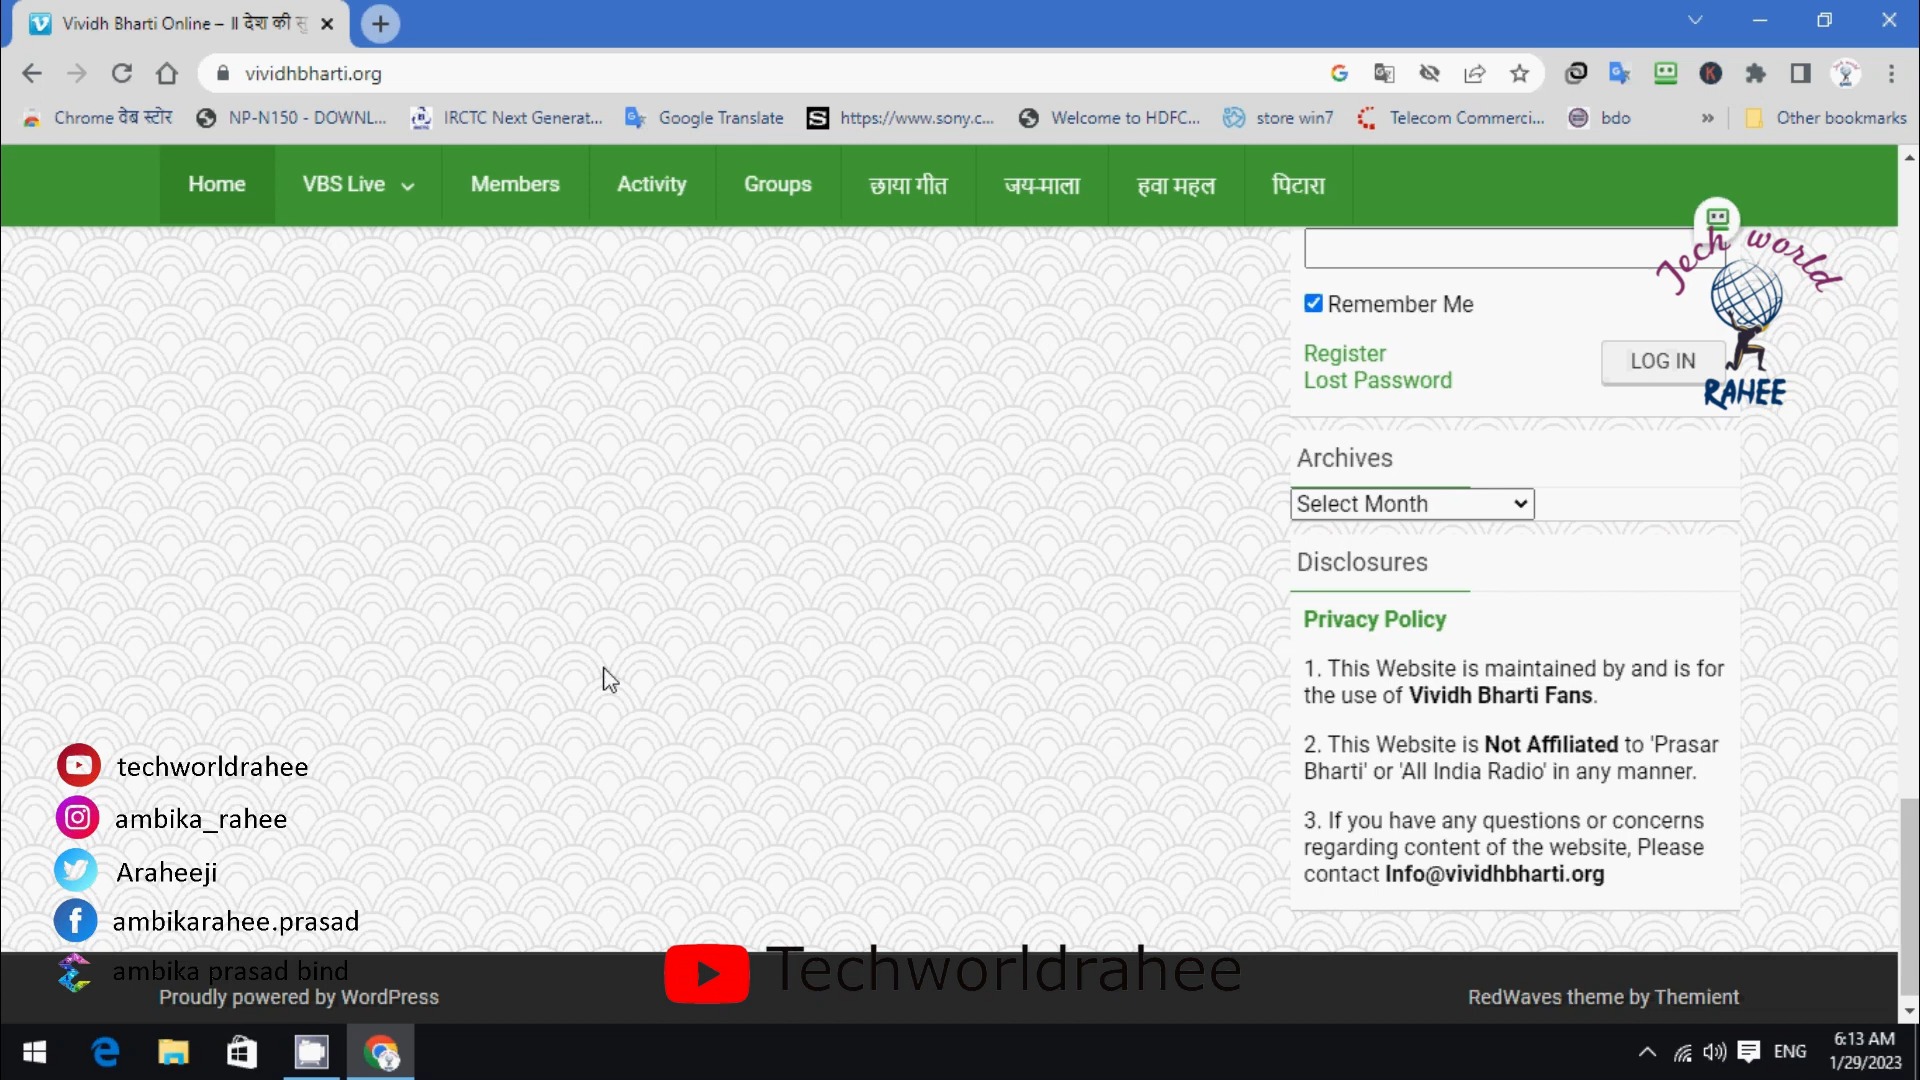 Vividh Bharti Online – ॥ देश की सु
vividhbharti.org
Chrome वेब स्टोर
NP-N150 - DOWNL...
IRCTC Next Generat...
Google Translate
https://www.sony.c...
Welcome to HDFC...
store win7
Telecom Commerci...
bdo
»
Other bookmarks
Home
VBS Live
Members
Activity
Groups
छाया गीत
जय-माला
हवा महल
पिटारा
Tech world
RAHEE
Remember Me
Register
LOG IN
Lost Password
Archives
Select Month
Disclosures
Privacy Policy
1. This Website is maintained by and is for
the use of Vividh Bharti Fans.
2. This Website is Not Affiliated to 'Prasar
Bharti' or 'All India Radio' in any manner.
3. If you have any questions or concerns
regarding content of the website, Please
contact Info@vividhbharti.org
techworldrahee
ambika_rahee
Araheeji
ambikarahee.prasad
ambika prasad bind
Techworldrahee
Proudly powered by WordPress
RedWaves theme by Themient
ENG
6:13 AM
1/29/2023